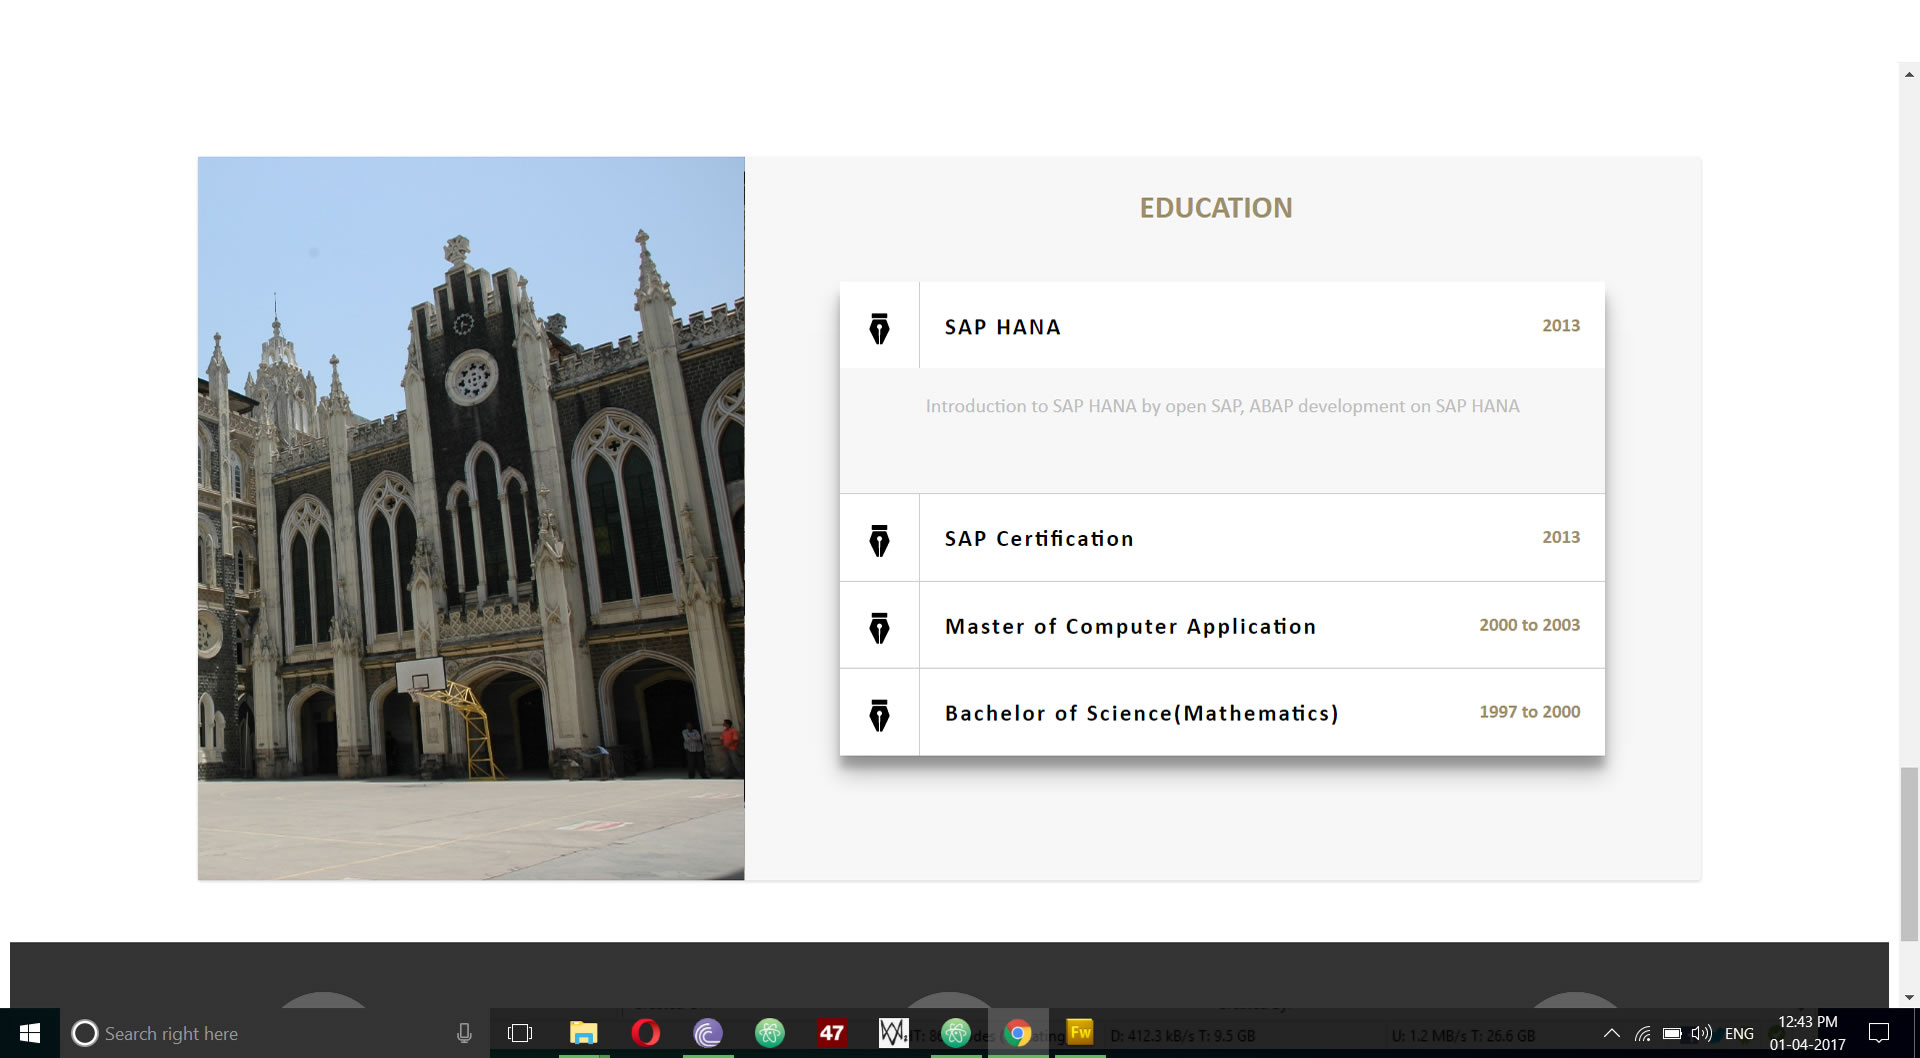 EDUCATION
SAP HANA
2013
Introduction to SAP HANA by open SAP, ABAP development on SAP HANA
SAP Certification
2013
Master of Computer Application
2000 to 2003
Bachelor of Science(Mathematics)
1997 to 2000
Search right here
47
Fw
D: 412.3 kB/s T: 9.5 GB
U: 1.2 MB/s T: 26.6 GB
ENG
12:43 PM
01-04-2017